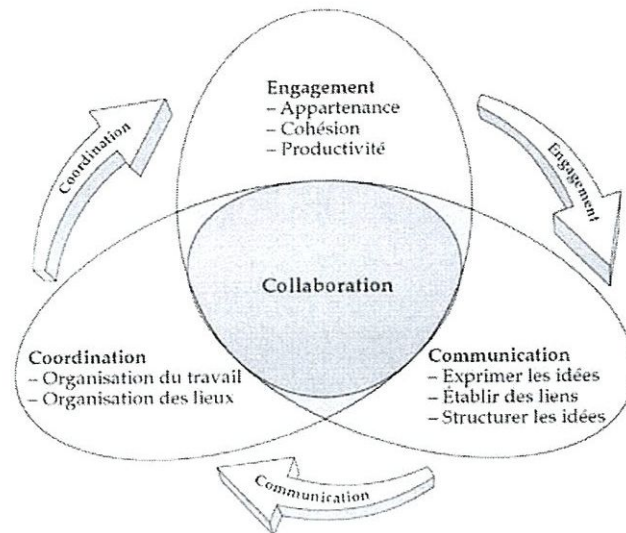 Engagement
– Appartenance
– Cohésion
– Productivité
Coordination
Engagement
Collaboration
Coordination
– Organisation du travail
– Organisation des lieux
Communication
– Exprimer les idées
– Établir des liens
– Structurer les idées
Communication